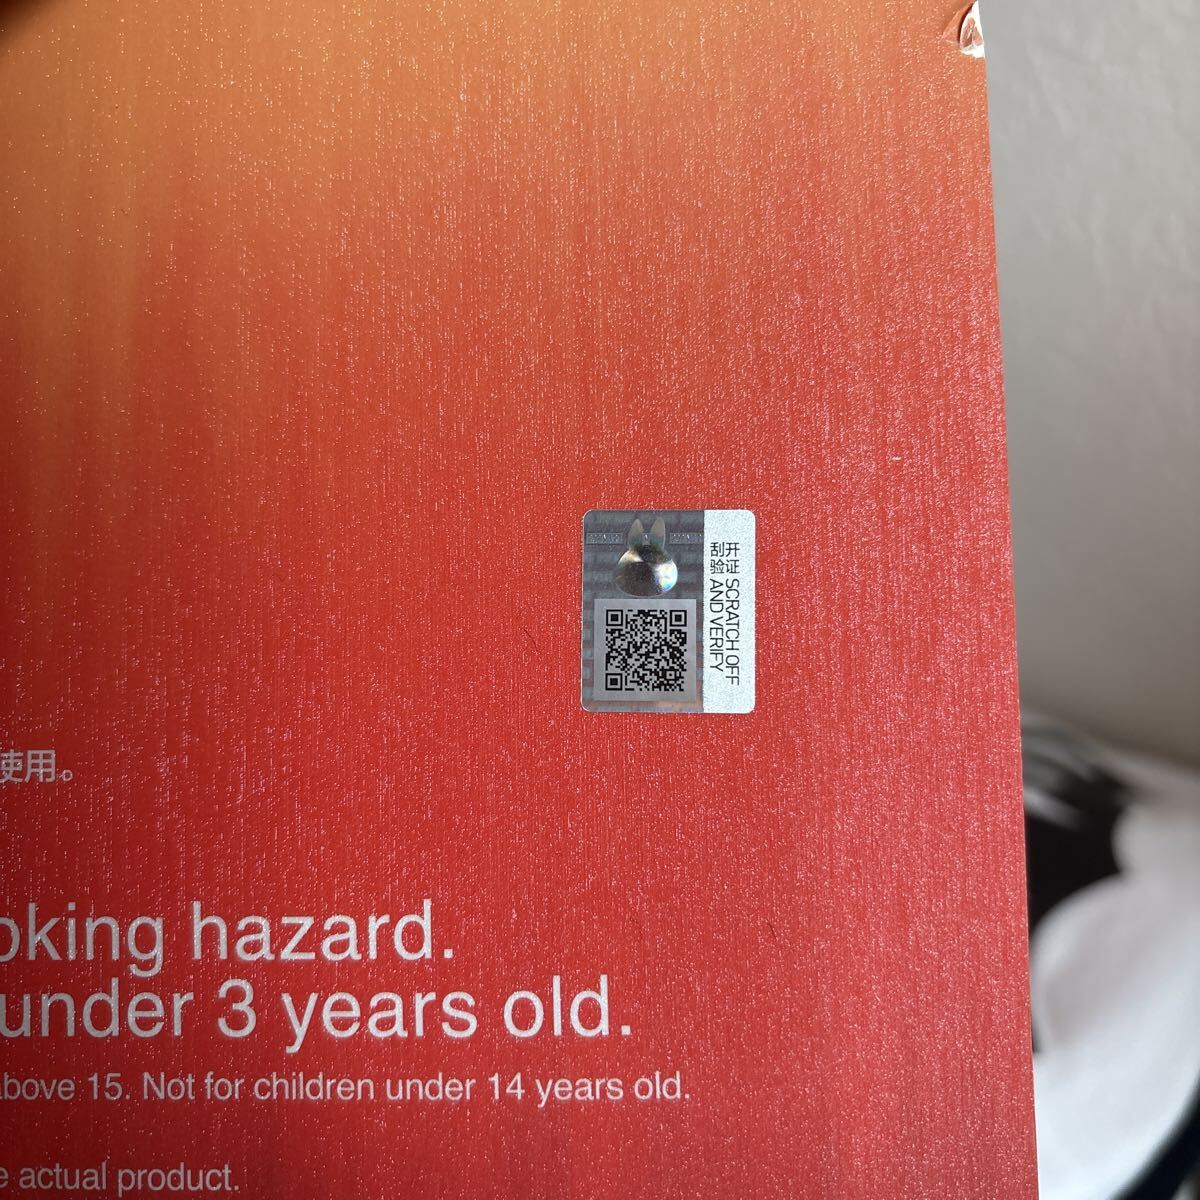 刮开 SCRATCH OFF
验证 AND VERIFY
使用。
oking hazard.
under 3 years old.
above 15. Not for children under 14 years old.
e actual product.